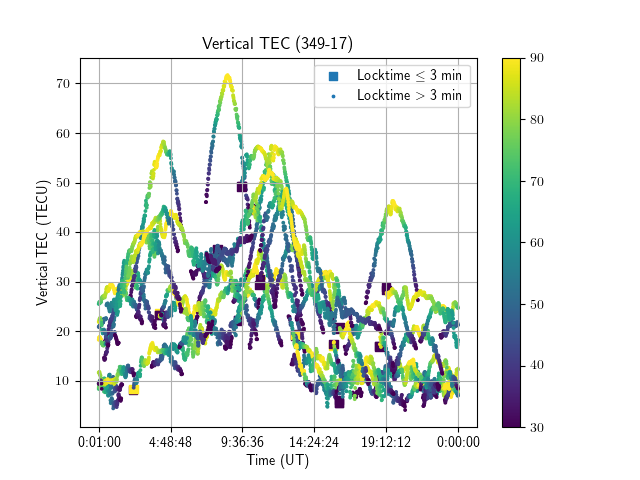 Vertical TEC (349-17)
Locktime ≤ 3 min
Locktime > 3 min
Vertical TEC (TECU)
70
60
50
40
30
20
10
0:01:00 4:48:48 9:36:36 14:24:24 19:12:12 0:00:00
Time (UT)
90
80
70
60
50
40
30